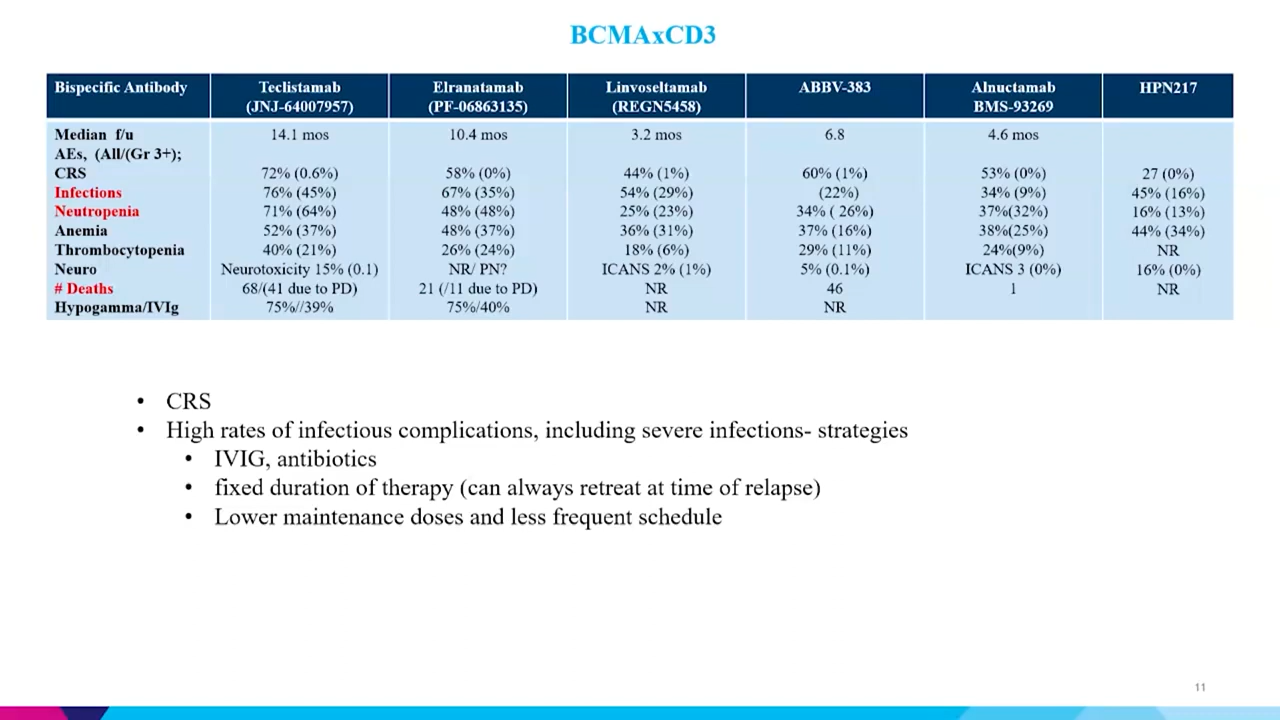 BCMAxCD3
Bispecific Antibody Teclistamab Elranatamab Linvoseltamab ABBV-383 Alnuctamab HPN217
(JNJ-64007957) (PF-06863135) (REGN5458) BMS-93269
Median f/u 14.1 mos 10.4 mos 3.2 mos 6.8 4.6 mos
AEs, (All/(Gr 3+);
CRS 72% (0.6%) 58% (0%) 44% (1%) 60% (1%) 53% (0%) 27 (0%)
Infections 76% (45%) 67% (35%) 54% (29%) (22%) 34% (9%) 45% (16%)
Neutropenia 71% (64%) 48% (48%) 25% (23%) 34% ( 26%) 37%(32%) 16% (13%)
Anemia 52% (37%) 48% (37%) 36% (31%) 37% (16%) 38%(25%) 44% (34%)
Thrombocytopenia 40% (21%) 26% (24%) 18% (6%) 29% (11%) 24%(9%) NR
Neuro Neurotoxicity 15% (0.1) NR/ PN? ICANS 2% (1%) 5% (0.1%) ICANS 3 (0%) 16% (0%)
# Deaths 68/(41 due to PD) 21 (/11 due to PD) NR 46 1 NR
Hypogamma/IVIg 75%//39% 75%/40% NR NR
• CRS
• High rates of infectious complications, including severe infections- strategies
• IVIG, antibiotics
• fixed duration of therapy (can always retreat at time of relapse)
• Lower maintenance doses and less frequent schedule
11